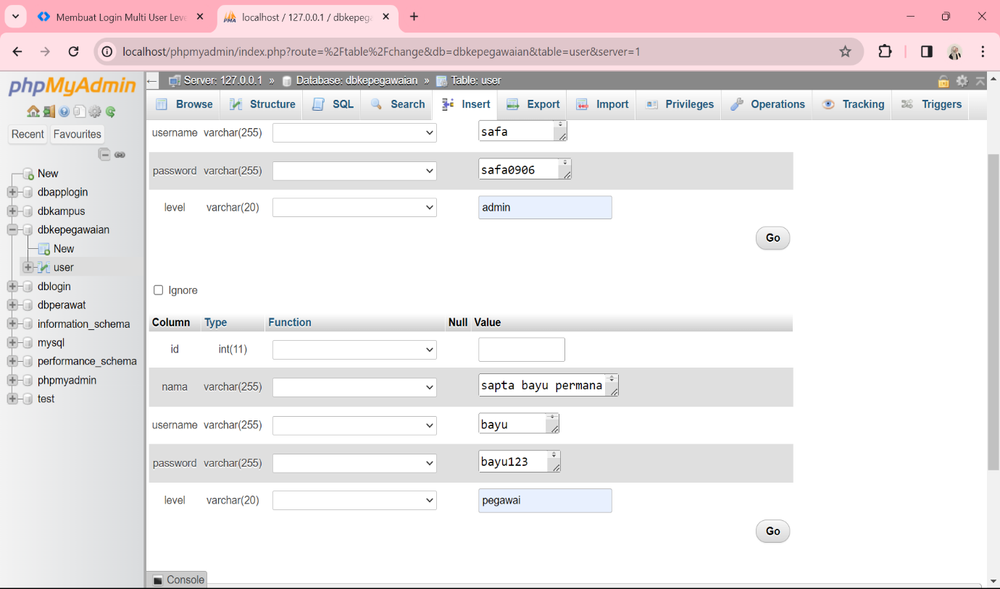 Membuat Login Multi User Leve
localhost / 127.0.0.1 / dbkepega
localhost/phpmyadmin/index.php?route=%2Ftable%2Fchange&db=dbkepegawaian&table=user&server=1
phpMyAdmin
Recent Favourites
New
dbapplogin
dbkampus
dbkepegawaian
New
user
dblogin
dbperawat
information_schema
mysql
performance_schema
phpmyadmin
test
Server: 127.0.0.1 » Database: dbkepegawaian » Table: user
Browse Structure SQL Search Insert Export Import Privileges Operations Tracking Triggers
username varchar(255) safa
password varchar(255) safa0906
level varchar(20) admin
Go
Ignore
Column Type Function Null Value
id int(11)
nama varchar(255) sapta bayu permana
username varchar(255) bayu
password varchar(255) bayu123
level varchar(20) pegawai
Go
Console